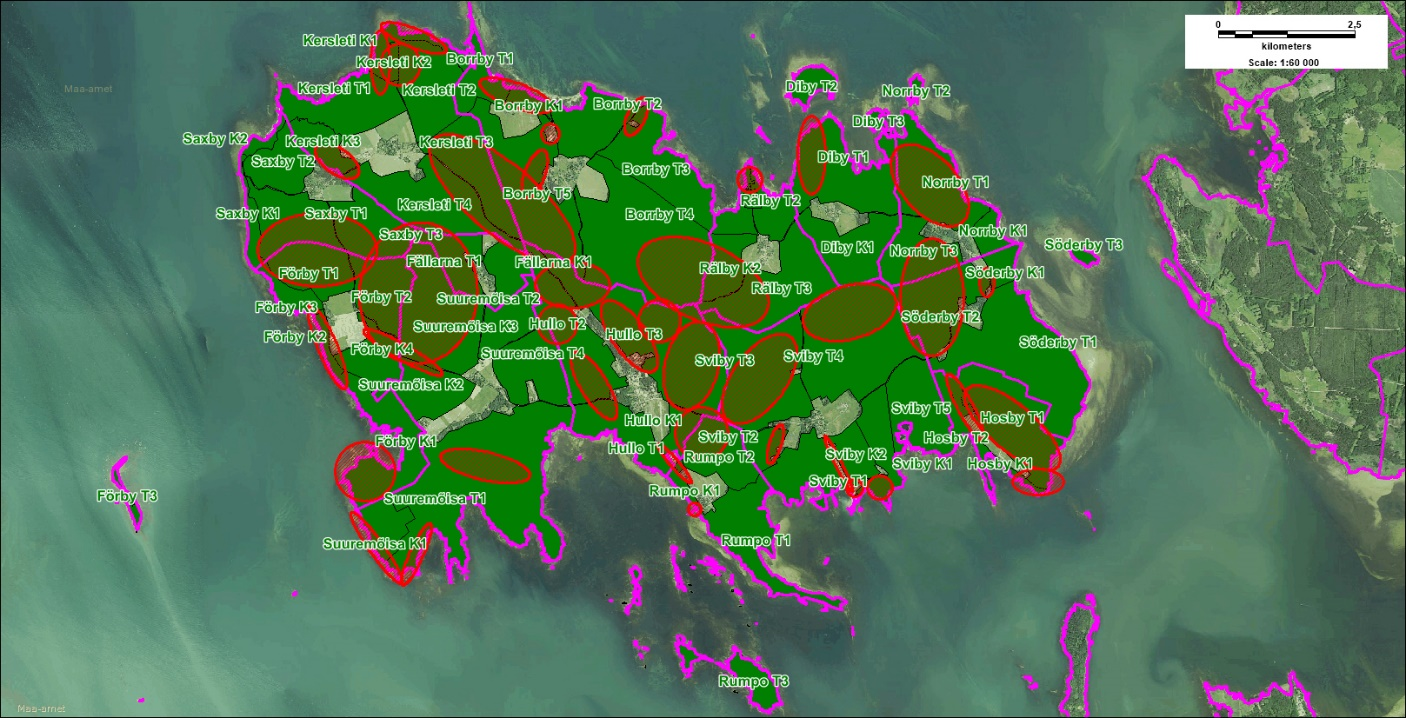 0 2,5
kilometers
Scale: 1:60 000
Kersleti K1
Kersleti K2
Borrby T1
Kersleti T1
Kersleti T2
Maa-amet
Borrby K1
Borrby T2
Diby T2
Norrby T2
Diby T3
Saxby K2
Kersleti K3
Kersleti T3
Saxby T2
Diby T1
Borrby T3
Norrby T1
Borrby T5
Rälby T2
Kersleti T4
Saxby K1
Saxby T1
Borrby T4
Saxby T3
Norrby K1
Söderby T3
Diby K1
Norrby T3
Fällarna T1
Fällarna K1
Rälby K2
Förby T1
Söderby K1
Rälby T3
Förby T2
Suuremõisa T2
Förby K3
Söderby T2
Suuremõisa K3
Hullo T2
Förby K2
Hullo T3
Söderby T1
Förby K4
Suuremõisa T4
Sviby T3
Sviby T4
Suuremõisa K2
Sviby T5
Hosby T1
Hullo K1
Förby K1
Sviby T2
Hosby T2
Hullo T1
Rumpo T2
Sviby K2
Sviby K1
Hosby K1
Sviby T1
Rumpo K1
Förby T3
Suuremõisa T1
Rumpo T1
Suuremõisa K1
Rumpo T3
Maa-amet